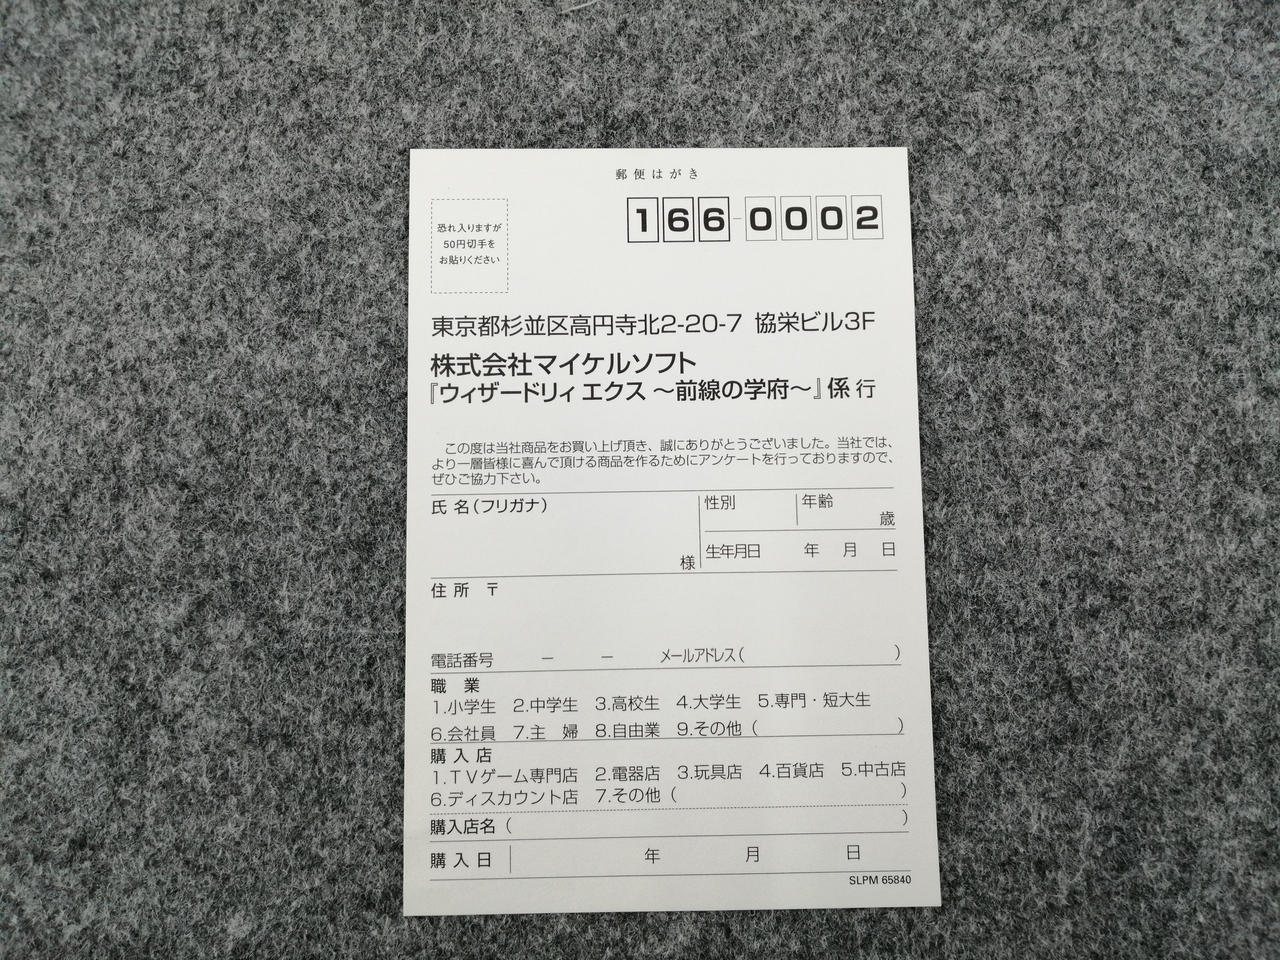 郵便はがき
恐れ入りますが
50円切手を
お貼りください
166-0002
東京都杉並区高円寺北2-20-7 協栄ビル3F
株式会社マイケルソフト
『ウィザードリィ エクス 〜前線の学府〜』係 行
この度は当社商品をお買い上げ頂き、誠にありがとうございました。当社では、
より一層皆様に喜んで頂ける商品を作るためにアンケートを行っておりますので、
ぜひご協力下さい。
氏 名(フリガナ) 様
性別 年齢 歳
生年月日 年 月 日
住 所 〒
電話番号 － － メールアドレス( )
職 業
1.小学生 2.中学生 3.高校生 4.大学生 5.専門・短大生
6.会社員 7.主 婦 8.自由業 9.その他( )
購 入 店
1.TVゲーム専門店 2.電器店 3.玩具店 4.百貨店 5.中古店
6.ディスカウント店 7.その他( )
購入店名( )
購 入 日 年 月 日
SLPM 65840